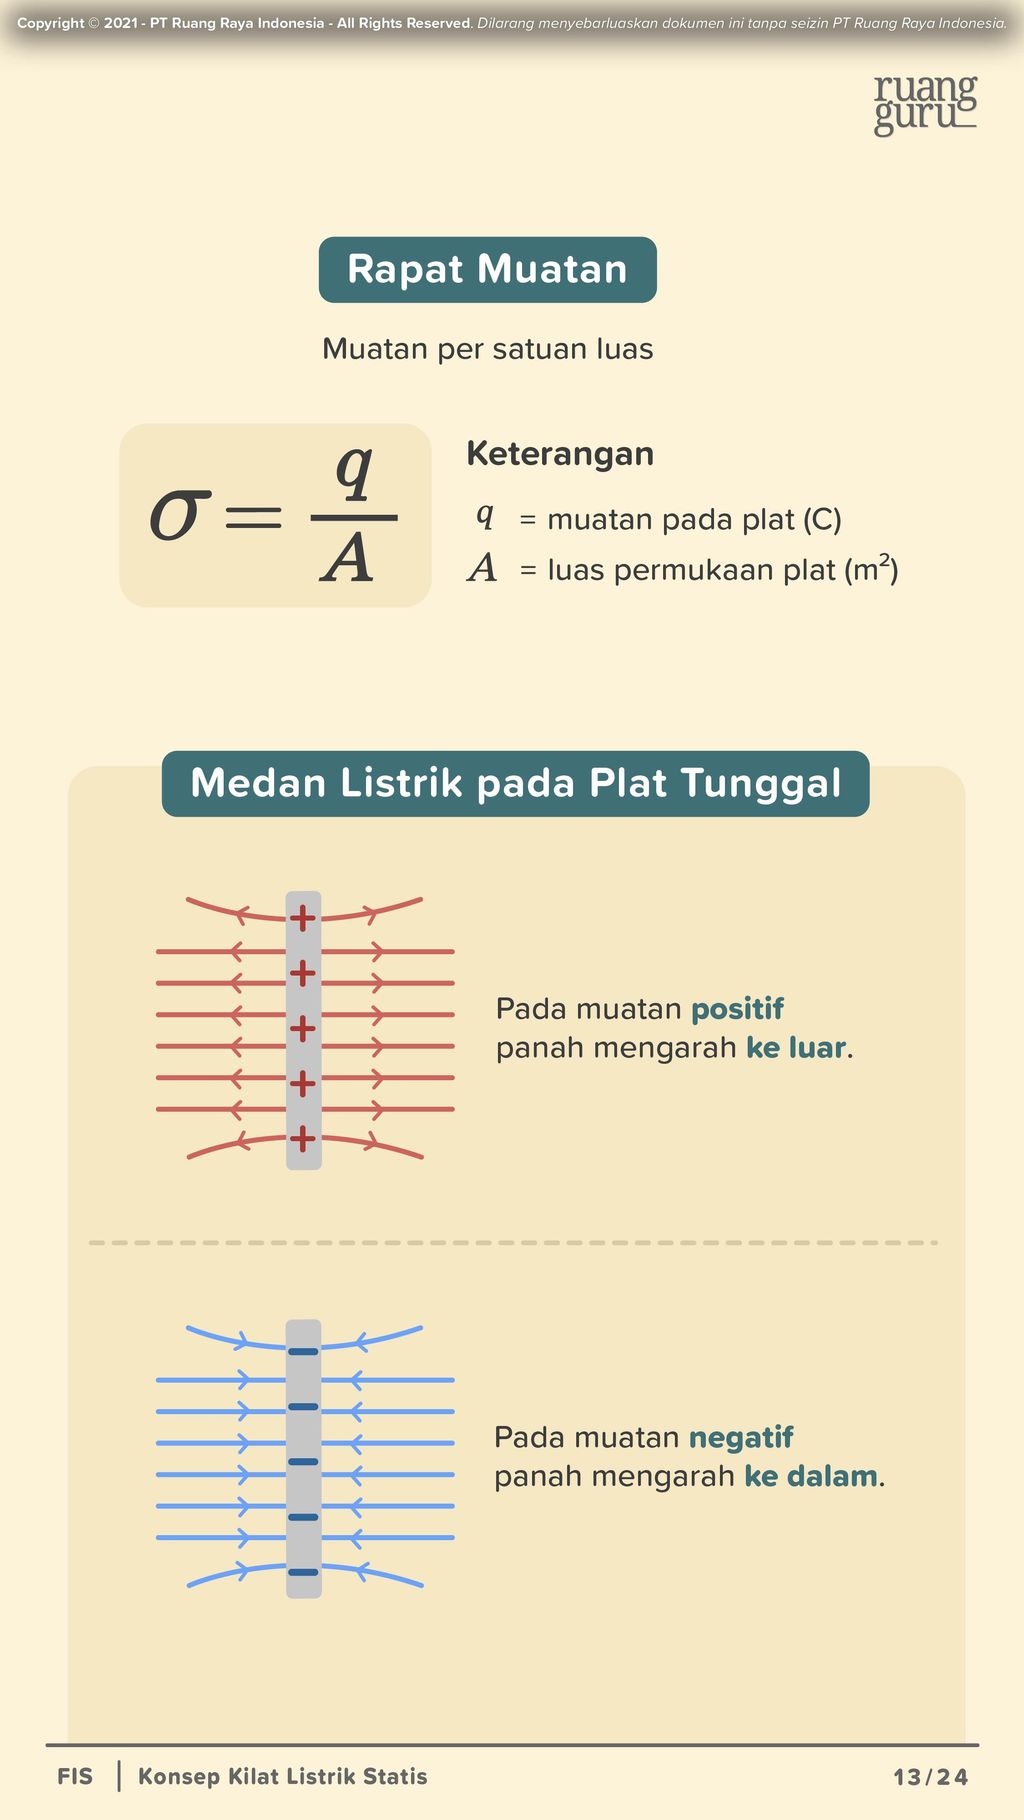 Copyright © 2021 - PT Ruang Raya Indonesia - All Rights Reserved. Dilarang menyebarluaskan dokumen ini tanpa seizin PT Ruang Raya Indonesia.
ruang
guru
Rapat Muatan
Muatan per satuan luas
σ = q/A
Keterangan
q = muatan pada plat (C)
A = luas permukaan plat (m²)
Medan Listrik pada Plat Tunggal
+
+
+
+
+
Pada muatan positif
panah mengarah ke luar.
−
−
−
−
−
Pada muatan negatif
panah mengarah ke dalam.
FIS | Konsep Kilat Listrik Statis
13/24